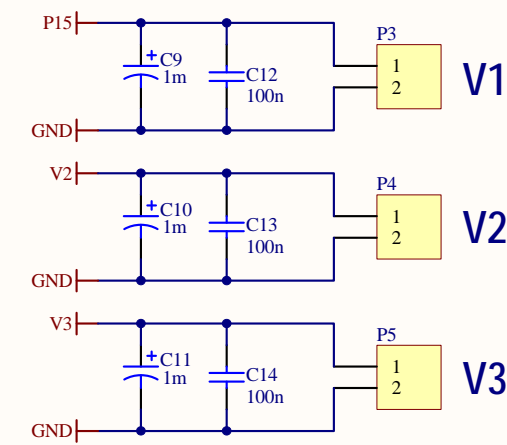 P15
P3
+
C9
1m
C12
100n
1
2
V1
GND
V2
P4
+
C10
1m
C13
100n
1
2
V2
GND
V3
P5
+
C11
1m
C14
100n
1
2
V3
GND